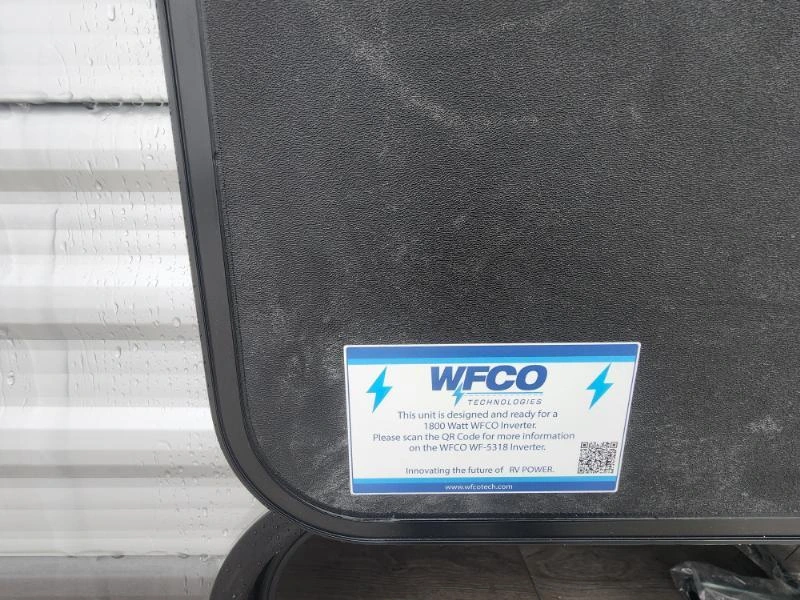 WFCO
TECHNOLOGIES
This unit is designed and ready for a
1800 Watt WFCO Inverter.
Please scan the QR Code for more information
on the WFCO WF-5318 Inverter.
Innovating the future of RV POWER.
www.wfcotech.com